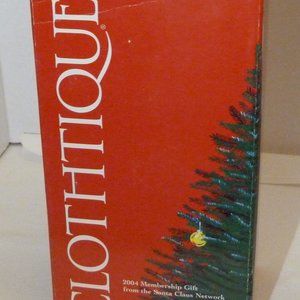 CLOTHTIQUE®
2004 Membership Gift
from the Santa Claus Network